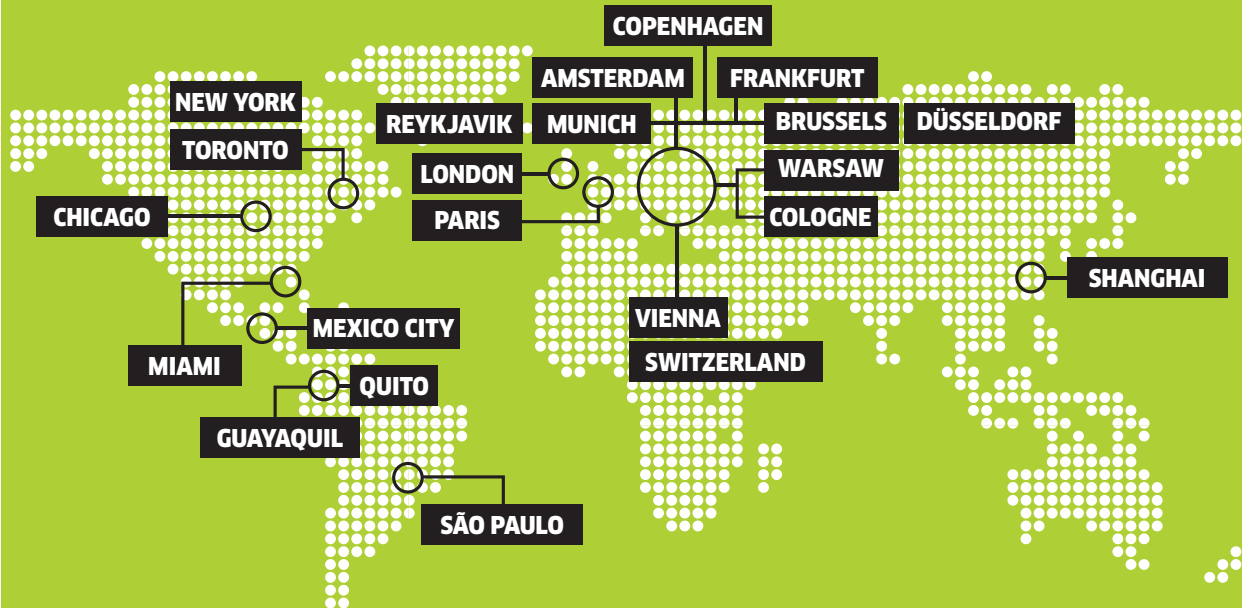 COPENHAGEN
AMSTERDAM
FRANKFURT
NEW YORK
REYKJAVIK
MUNICH
BRUSSELS
DÜSSELDORF
TORONTO
LONDON
WARSAW
CHICAGO
PARIS
COLOGNE
SHANGHAI
MEXICO CITY
VIENNA
MIAMI
SWITZERLAND
QUITO
GUAYAQUIL
SÃO PAULO